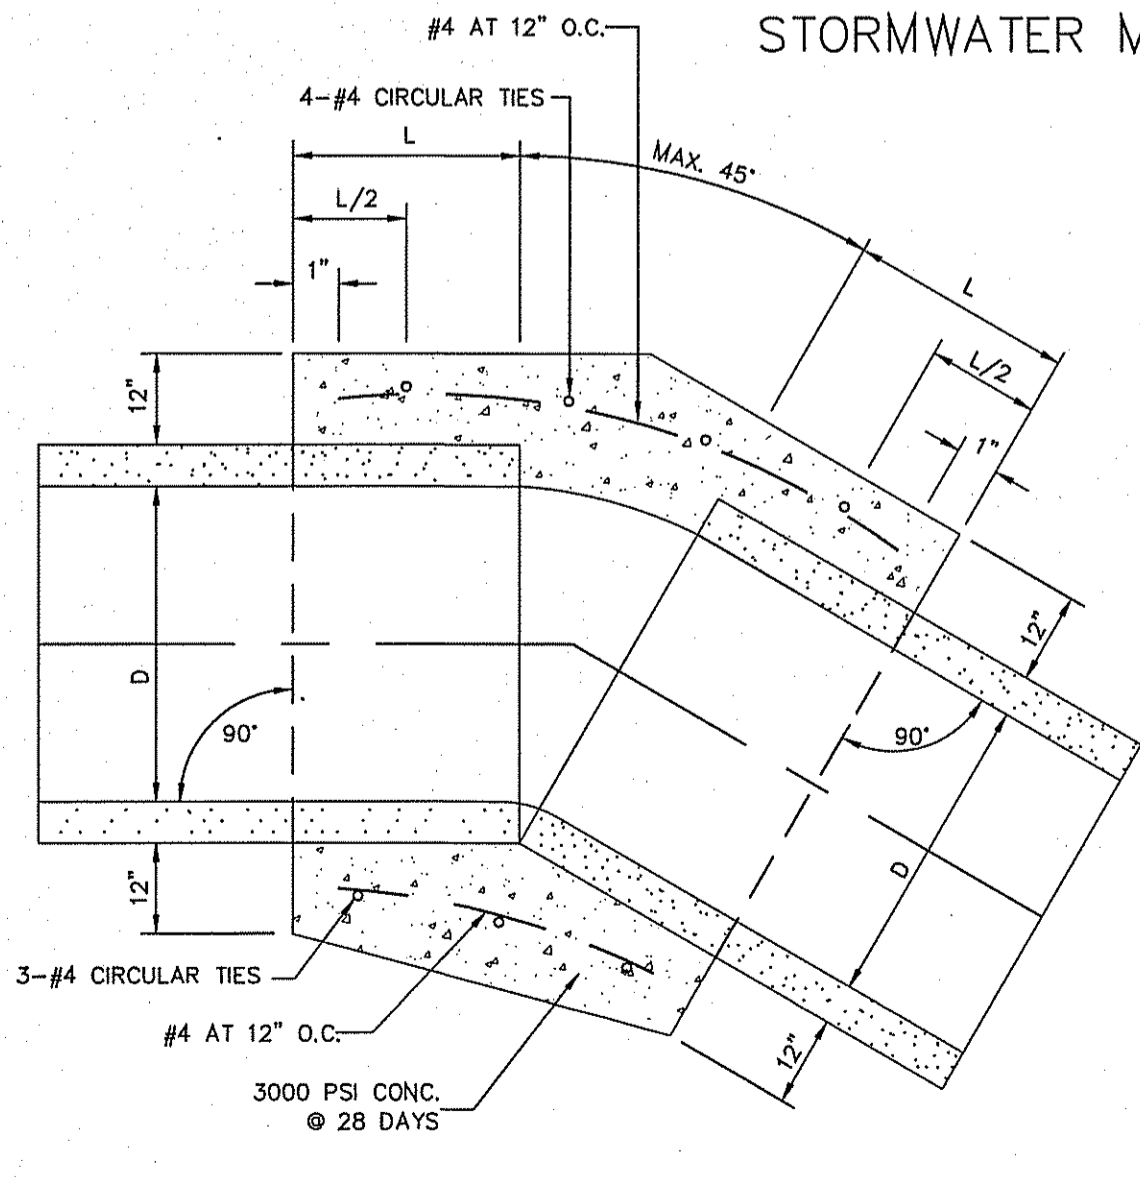 #4 AT 12" O.C.
STORMWATER M
4-#4 CIRCULAR TIES
L
MAX. 45°
L/2
1"
L
L/2
12"
1"
12"
D
90°
90°
D
12"
3-#4 CIRCULAR TIES
#4 AT 12" O.C.
12"
3000 PSI CONC.
@ 28 DAYS